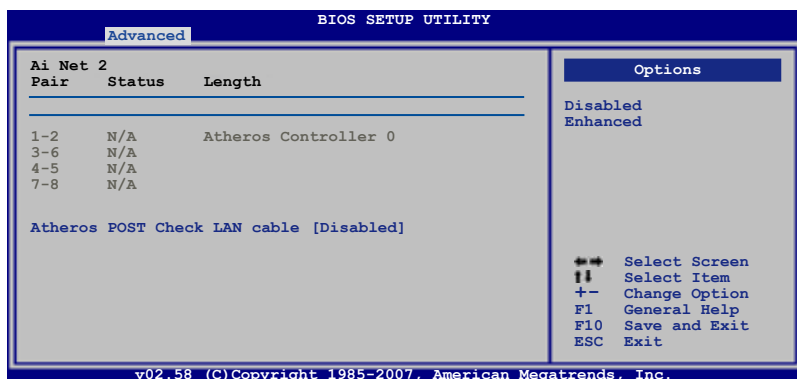 BIOS SETUP UTILITY
Advanced
Ai Net 2
Pair Status Length
1-2 N/A Atheros Controller 0
3-6 N/A
4-5 N/A
7-8 N/A
Atheros POST Check LAN cable [Disabled]
Options
Disabled
Enhanced
←→ Select Screen
↑↓ Select Item
+- Change Option
F1 General Help
F10 Save and Exit
ESC Exit
v02.58 (C)Copyright 1985-2007, American Megatrends, Inc.